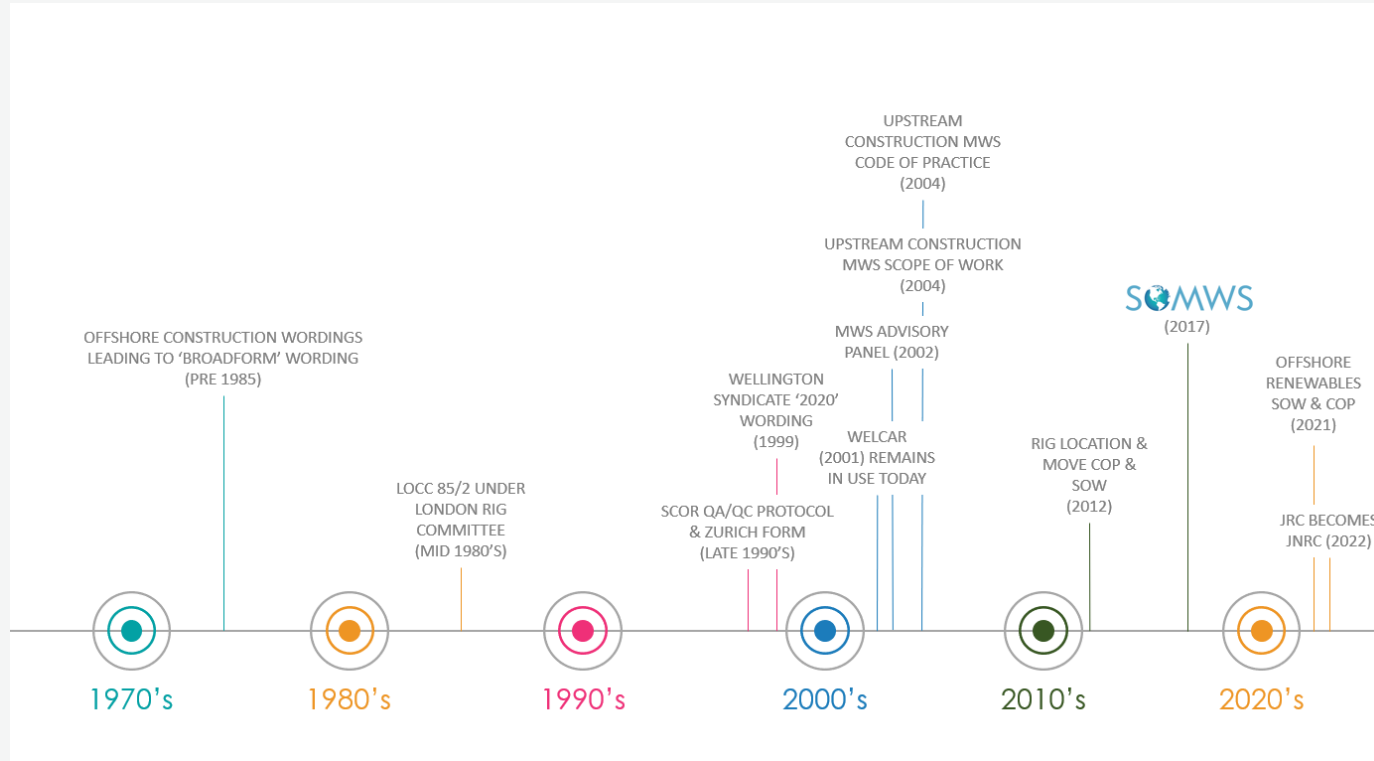 OFFSHORE CONSTRUCTION WORDINGS
LEADING TO ‘BROADFORM’ WORDING
(PRE 1985)
LOCC 85/2 UNDER
LONDON RIG
COMMITTEE
(MID 1980’S)
SCOR QA/QC PROTOCOL
& ZURICH FORM
(LATE 1990’S)
WELLINGTON
SYNDICATE ‘2020’
WORDING
(1999)
WELCAR
(2001) REMAINS
IN USE TODAY
MWS ADVISORY
PANEL (2002)
UPSTREAM CONSTRUCTION
MWS SCOPE OF WORK
(2004)
UPSTREAM
CONSTRUCTION MWS
CODE OF PRACTICE
(2004)
RIG LOCATION &
MOVE COP &
SOW
(2012)
SOMWS
(2017)
OFFSHORE
RENEWABLES
SOW & COP
(2021)
JRC BECOMES
JNRC (2022)
1970’s
1980’s
1990’s
2000’s
2010’s
2020’s